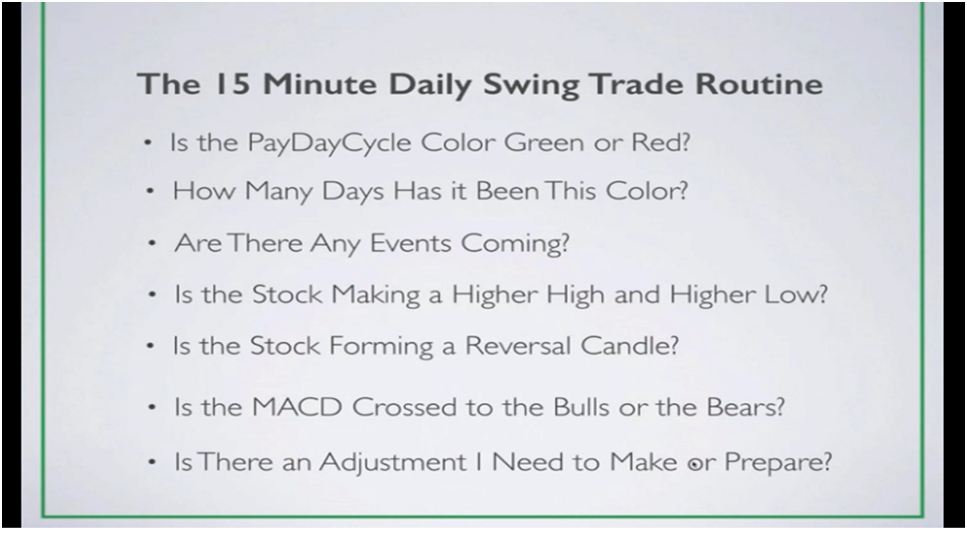 The 15 Minute Daily Swing Trade Routine
• Is the PayDayCycle Color Green or Red?
• How Many Days Has it Been This Color?
• Are There Any Events Coming?
• Is the Stock Making a Higher High and Higher Low?
• Is the Stock Forming a Reversal Candle?
• Is the MACD Crossed to the Bulls or the Bears?
• Is There an Adjustment I Need to Make or Prepare?